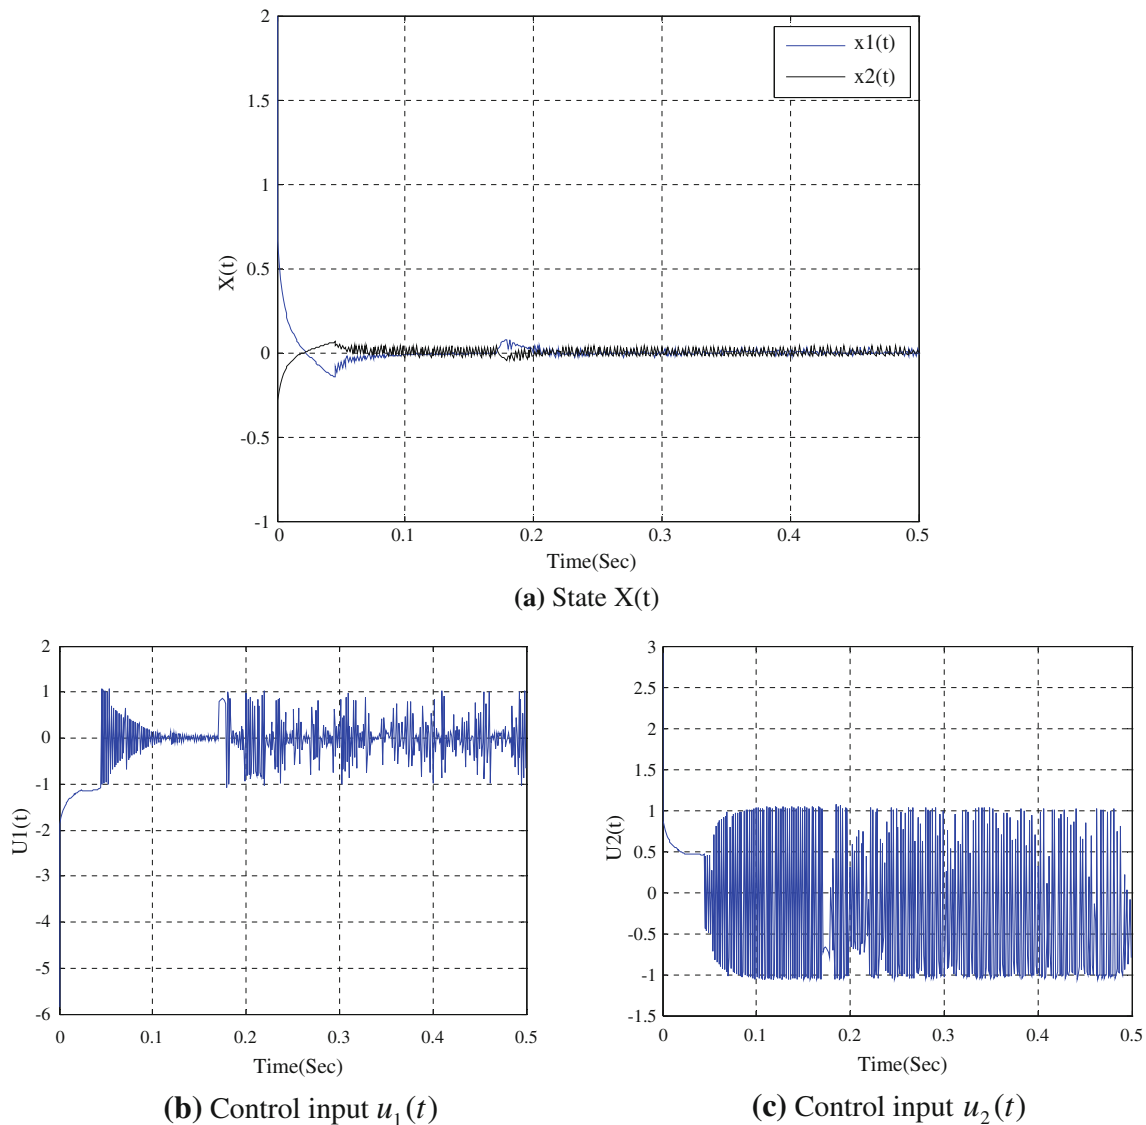 2
x1(t)
x2(t)
1.5
1
X(t)
0.5
0
-0.5
-1
0 0.1 0.2 0.3 0.4 0.5
Time(Sec)
(a) State X(t)
2
1
0
-1
U1(t)
-2
-3
-4
-5
-6
0 0.1 0.2 0.3 0.4 0.5
Time(Sec)
(b) Control input u₁(t)
3
2.5
2
1.5
1
U2(t)
0.5
0
-0.5
-1
-1.5
0 0.1 0.2 0.3 0.4 0.5
Time(Sec)
(c) Control input u₂(t)